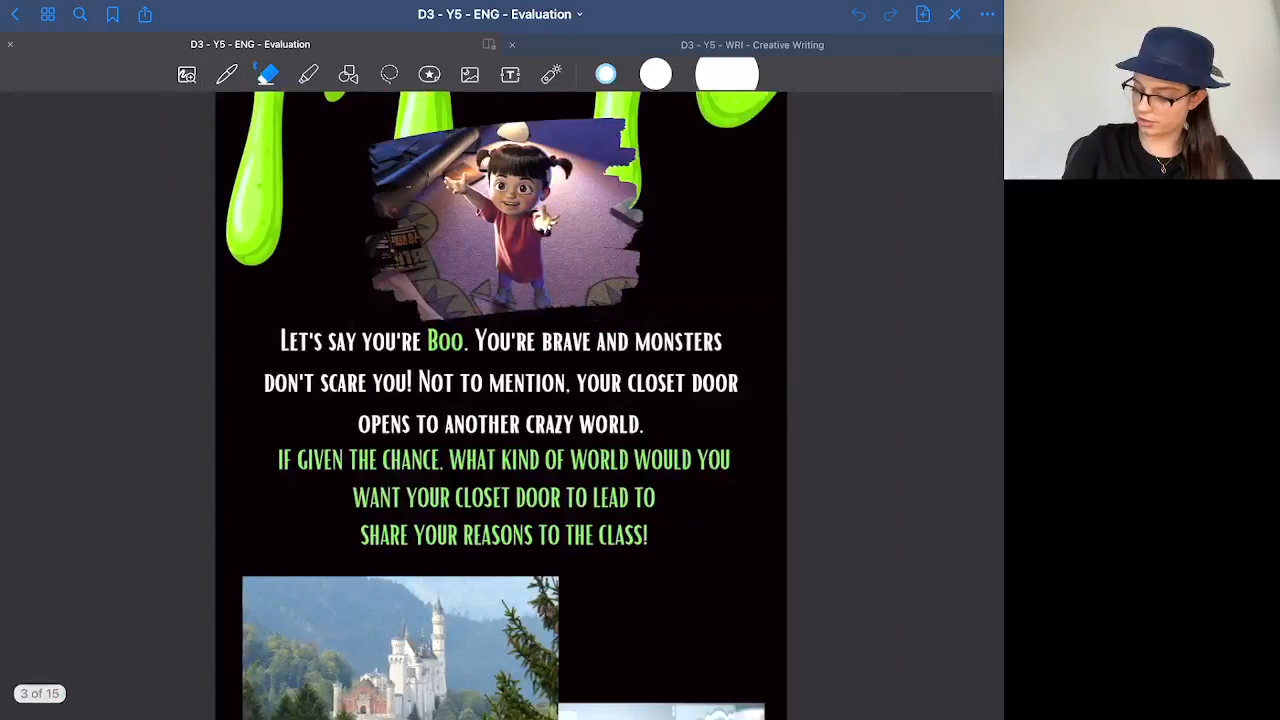 D3 - Y5 - ENG - Evaluation
D3 - Y5 - ENG - Evaluation
D3 - Y5 - WRI - Creative Writing
LET'S SAY YOU'RE BOO. YOU'RE BRAVE AND MONSTERS
DON'T SCARE YOU! NOT TO MENTION, YOUR CLOSET DOOR
OPENS TO ANOTHER CRAZY WORLD.
IF GIVEN THE CHANCE, WHAT KIND OF WORLD WOULD YOU
WANT YOUR CLOSET DOOR TO LEAD TO
SHARE YOUR REASONS TO THE CLASS!
3 of 15